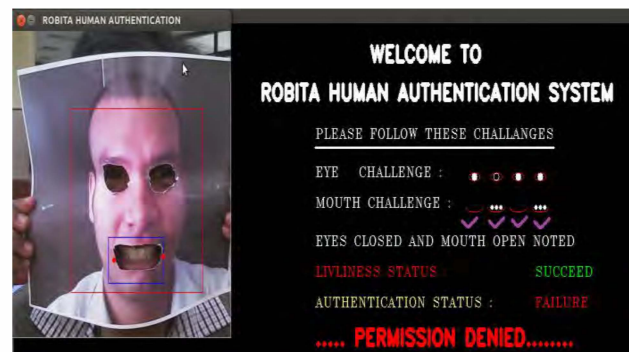 ROBITA HUMAN AUTHENTICATION
WELCOME TO
ROBITA HUMAN AUTHENTICATION SYSTEM
PLEASE FOLLOW THESE CHALLANGES
EYE CHALLENGE :
MOUTH CHALLENGE :
EYES CLOSED AND MOUTH OPEN NOTED
LIVLINESS STATUS : SUCCEED
AUTHENTICATION STATUS : FAILURE
..... PERMISSION DENIED........